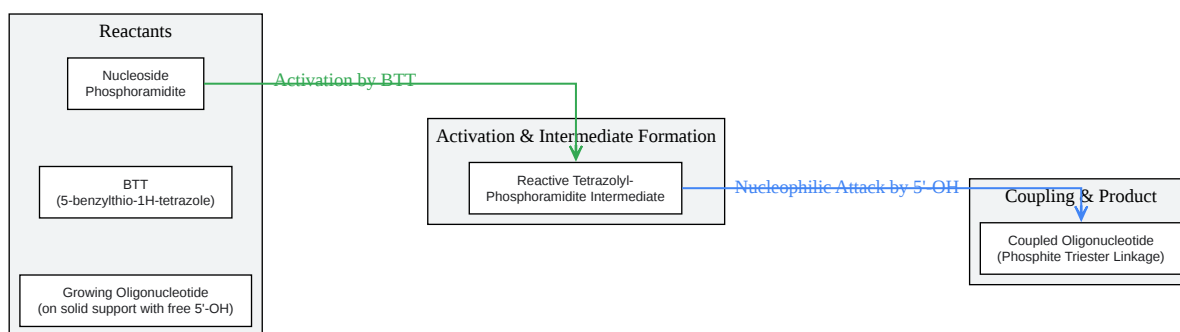 Reactants
Nucleoside
Phosphoramidite
Activation by BTT
Activation & Intermediate Formation
BTT
(5-benzylthio-1H-tetrazole)
Reactive Tetrazolyl-
Phosphoramidite Intermediate
Nucleophilic Attack by 5'-OH
Coupling & Product
Coupled Oligonucleotide
(Phosphite Triester Linkage)
Growing Oligonucleotide
(on solid support with free 5'-OH)